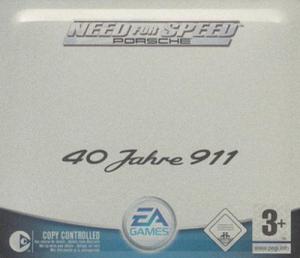 NEED FOR SPEED
PORSCHE
40 Jahre 911
COPY CONTROLLED
EA
GAMES
3+
www.pegi.info